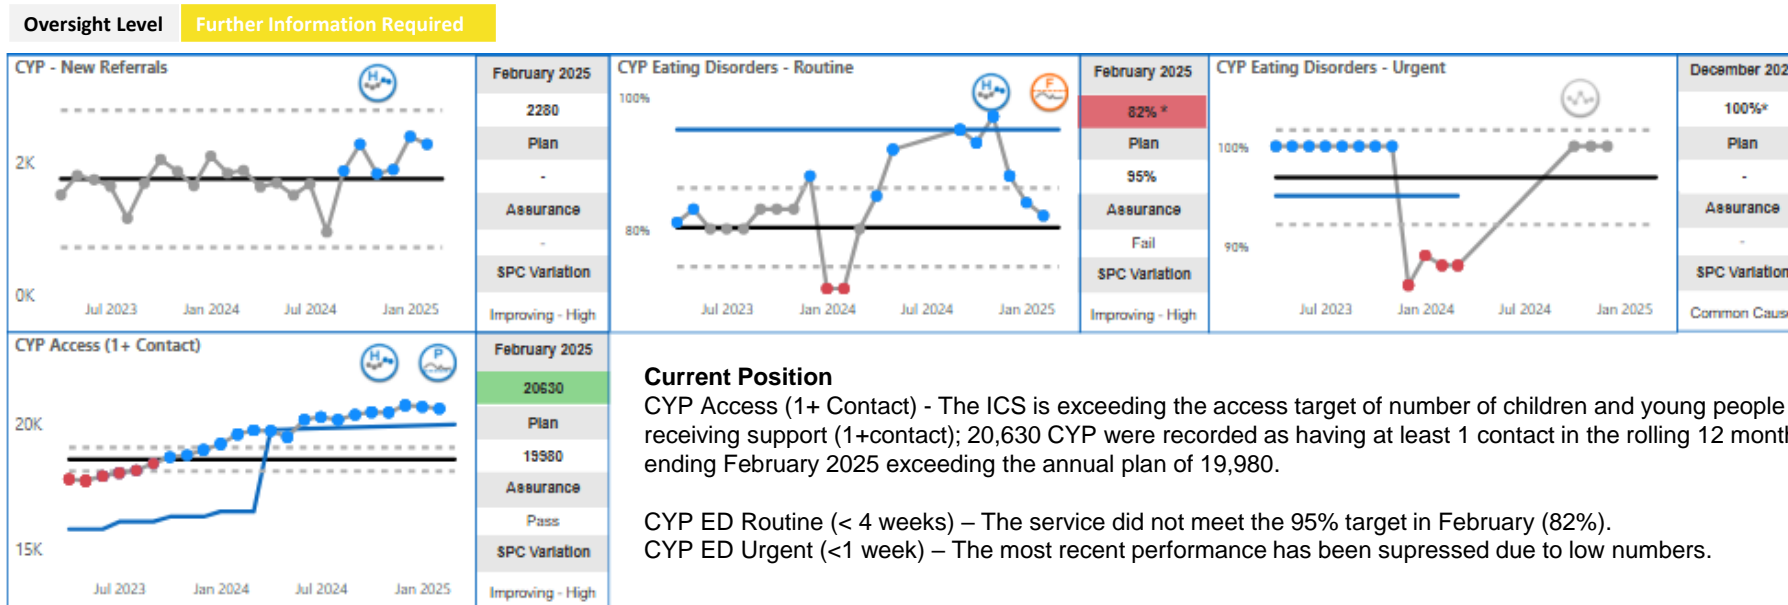 Oversight Level Further Information Required
CYP - New Referrals
H
2K
0K
Jul 2023 Jan 2024 Jul 2024 Jan 2025
February 2025
2280
Plan
-
Assurance
-
SPC Variation
Improving - High
CYP Eating Disorders - Routine
H F
100%
80%
Jul 2023 Jan 2024 Jul 2024 Jan 2025
February 2025
82% *
Plan
95%
Assurance
Fail
SPC Variation
Improving - High
CYP Eating Disorders - Urgent
100%
90%
Jul 2023 Jan 2024 Jul 2024 Jan 2025
December 202
100%*
Plan
-
Assurance
-
SPC Variation
Common Cause
CYP Access (1+ Contact)
H P
20K
15K
Jul 2023 Jan 2024 Jul 2024 Jan 2025
February 2025
20630
Plan
19980
Assurance
Pass
SPC Variation
Improving - High
Current Position
CYP Access (1+ Contact) - The ICS is exceeding the access target of number of children and young people
receiving support (1+contact); 20,630 CYP were recorded as having at least 1 contact in the rolling 12 month
ending February 2025 exceeding the annual plan of 19,980.
CYP ED Routine (< 4 weeks) – The service did not meet the 95% target in February (82%).
CYP ED Urgent (<1 week) – The most recent performance has been supressed due to low numbers.